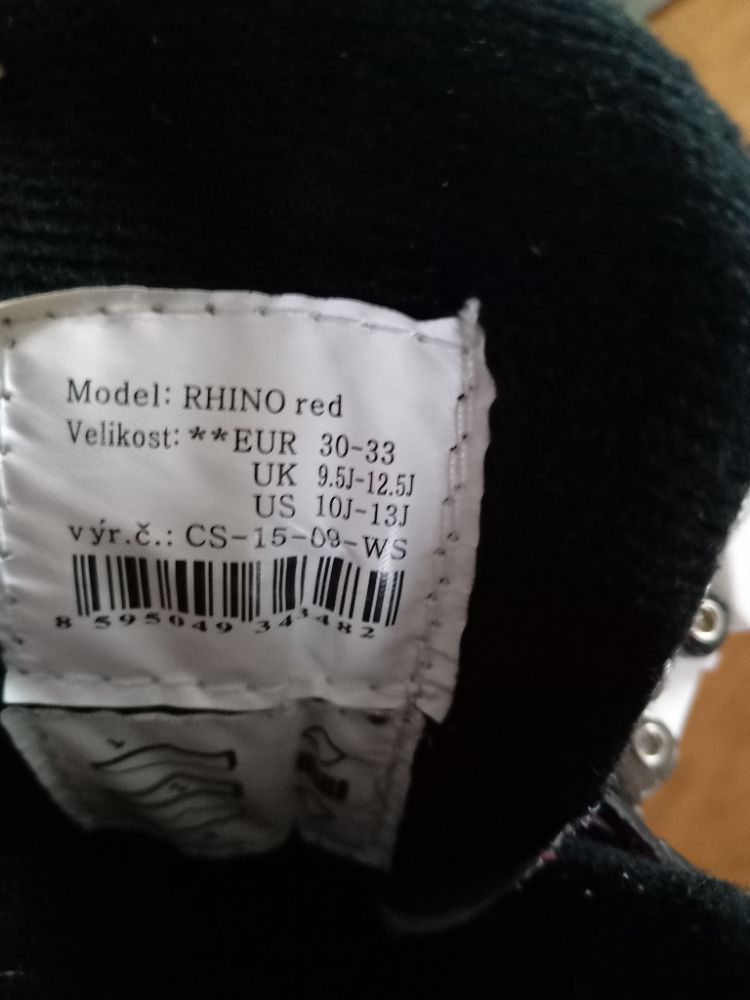 Model: RHINO red
Velikost: **EUR 30-33
UK 9.5J-12.5J
US 10J-13J
výr.č.: CS-15-09-WS
8 595049 343482